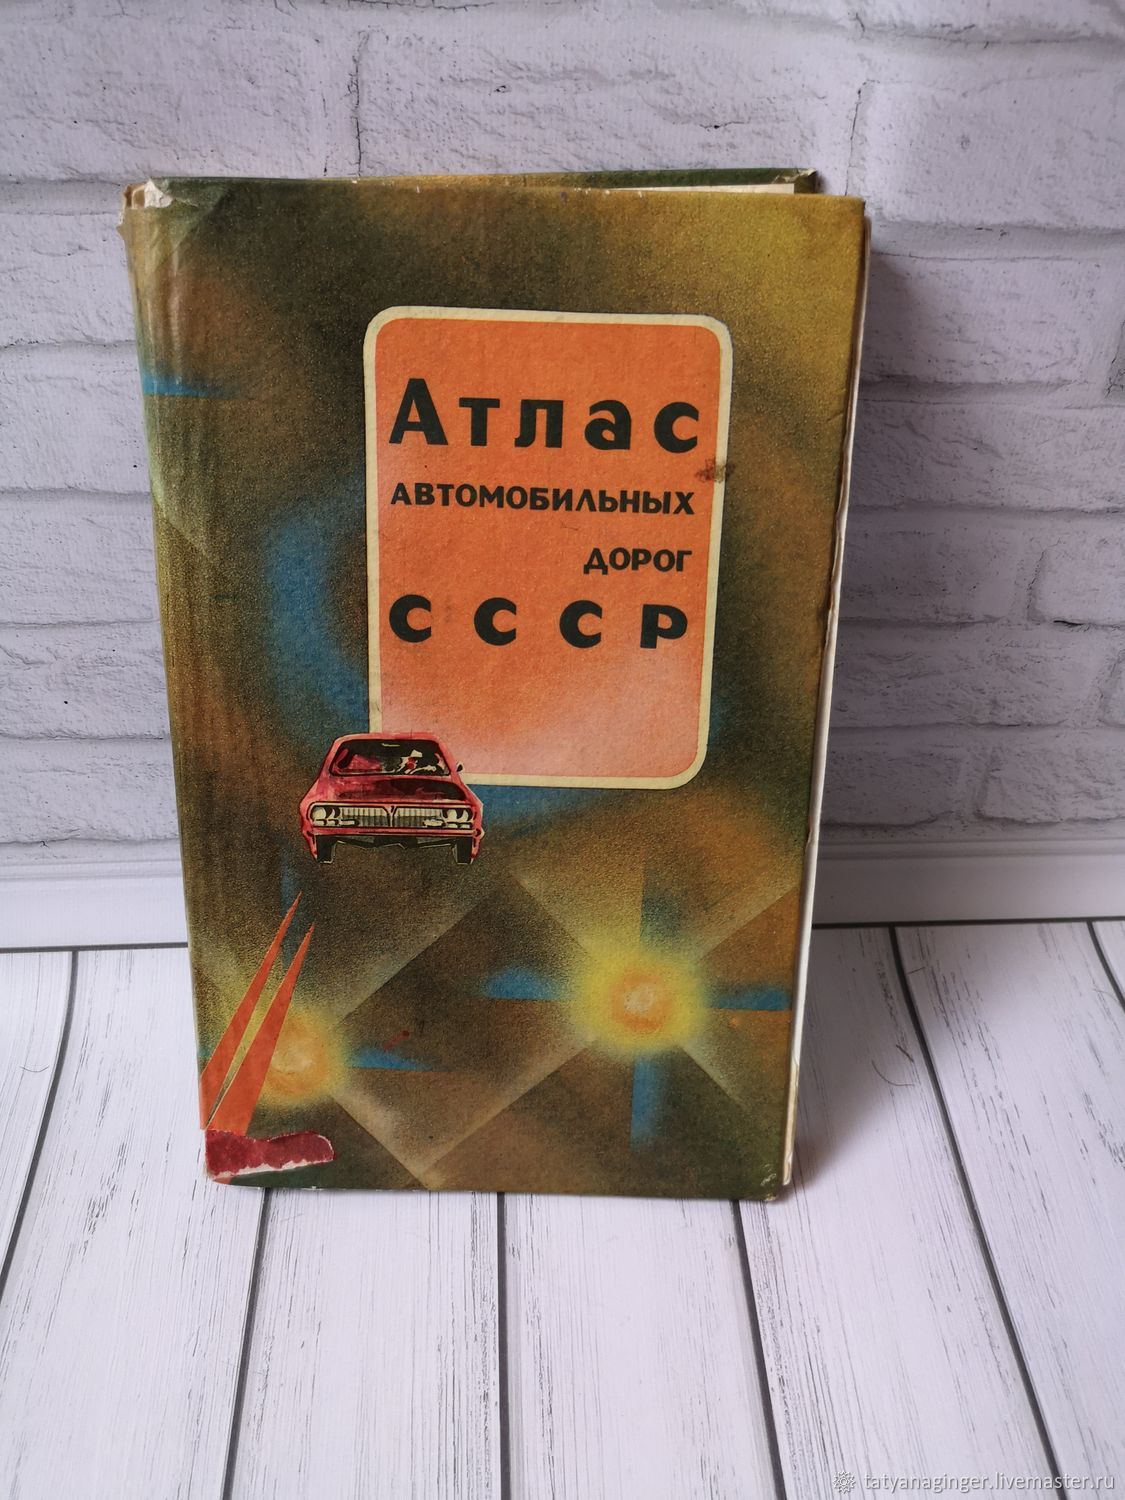 Атлас
АВТОМОБИЛЬНЫХ
ДОРОГ
СССР
tatyanaginger.livemaster.ru